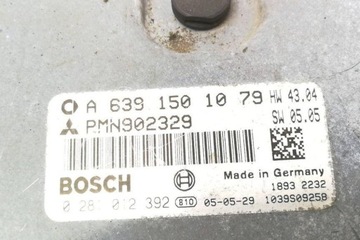 A 639 150 10 79 HW 43.04
PMN902329 SW 05.05
BOSCH Made in Germany
1893 2232
0 281 012 392 810 05-05-29 1039S09258